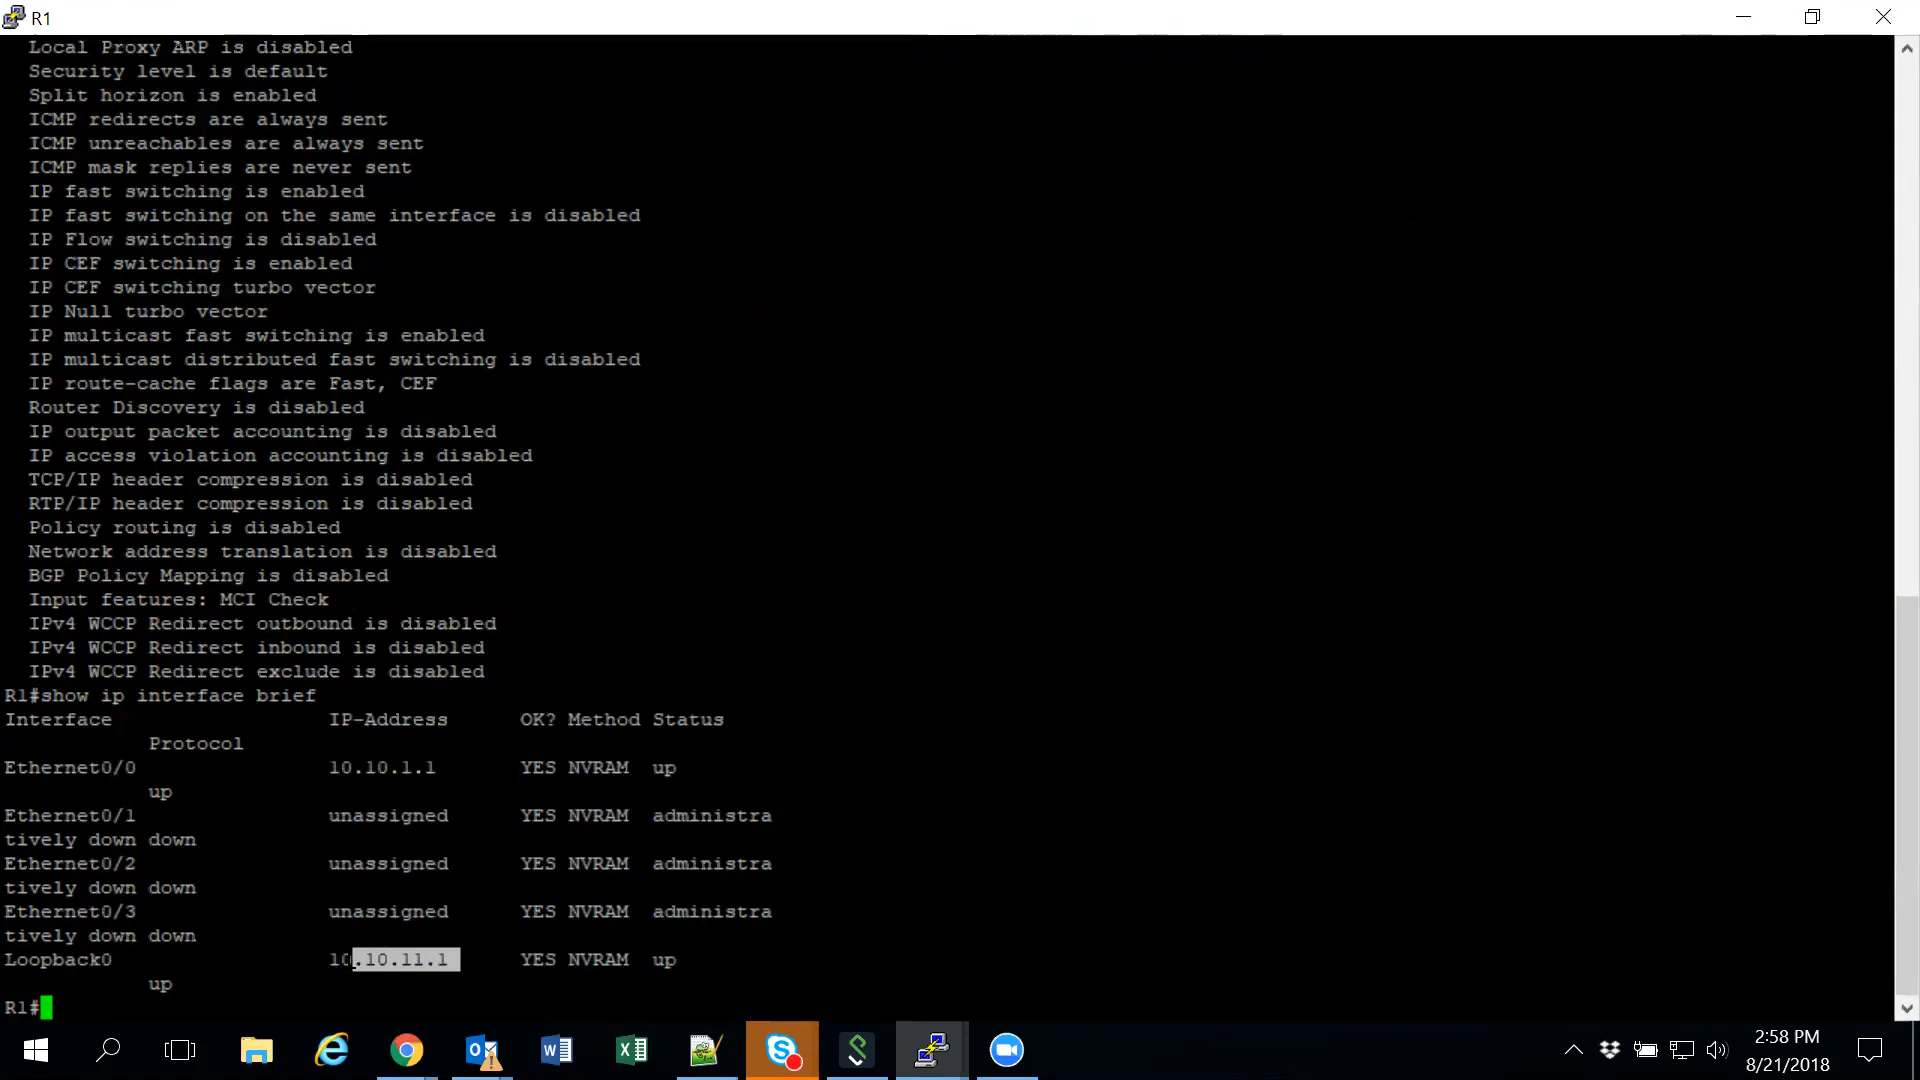 R1
Local Proxy ARP is disabled
Security level is default
Split horizon is enabled
ICMP redirects are always sent
ICMP unreachables are always sent
ICMP mask replies are never sent
IP fast switching is enabled
IP fast switching on the same interface is disabled
IP Flow switching is disabled
IP CEF switching is enabled
IP CEF switching turbo vector
IP Null turbo vector
IP multicast fast switching is enabled
IP multicast distributed fast switching is disabled
IP route-cache flags are Fast, CEF
Router Discovery is disabled
IP output packet accounting is disabled
IP access violation accounting is disabled
TCP/IP header compression is disabled
RTP/IP header compression is disabled
Policy routing is disabled
Network address translation is disabled
BGP Policy Mapping is disabled
Input features: MCI Check
IPv4 WCCP Redirect outbound is disabled
IPv4 WCCP Redirect inbound is disabled
IPv4 WCCP Redirect exclude is disabled
R1#show ip interface brief
Interface IP-Address OK? Method Status
Protocol
Ethernet0/0 10.10.1.1 YES NVRAM up
up
Ethernet0/1 unassigned YES NVRAM administra
tively down down
Ethernet0/2 unassigned YES NVRAM administra
tively down down
Ethernet0/3 unassigned YES NVRAM administra
tively down down
Loopback0 10.10.11.1 YES NVRAM up
up
R1#
2:58 PM
8/21/2018